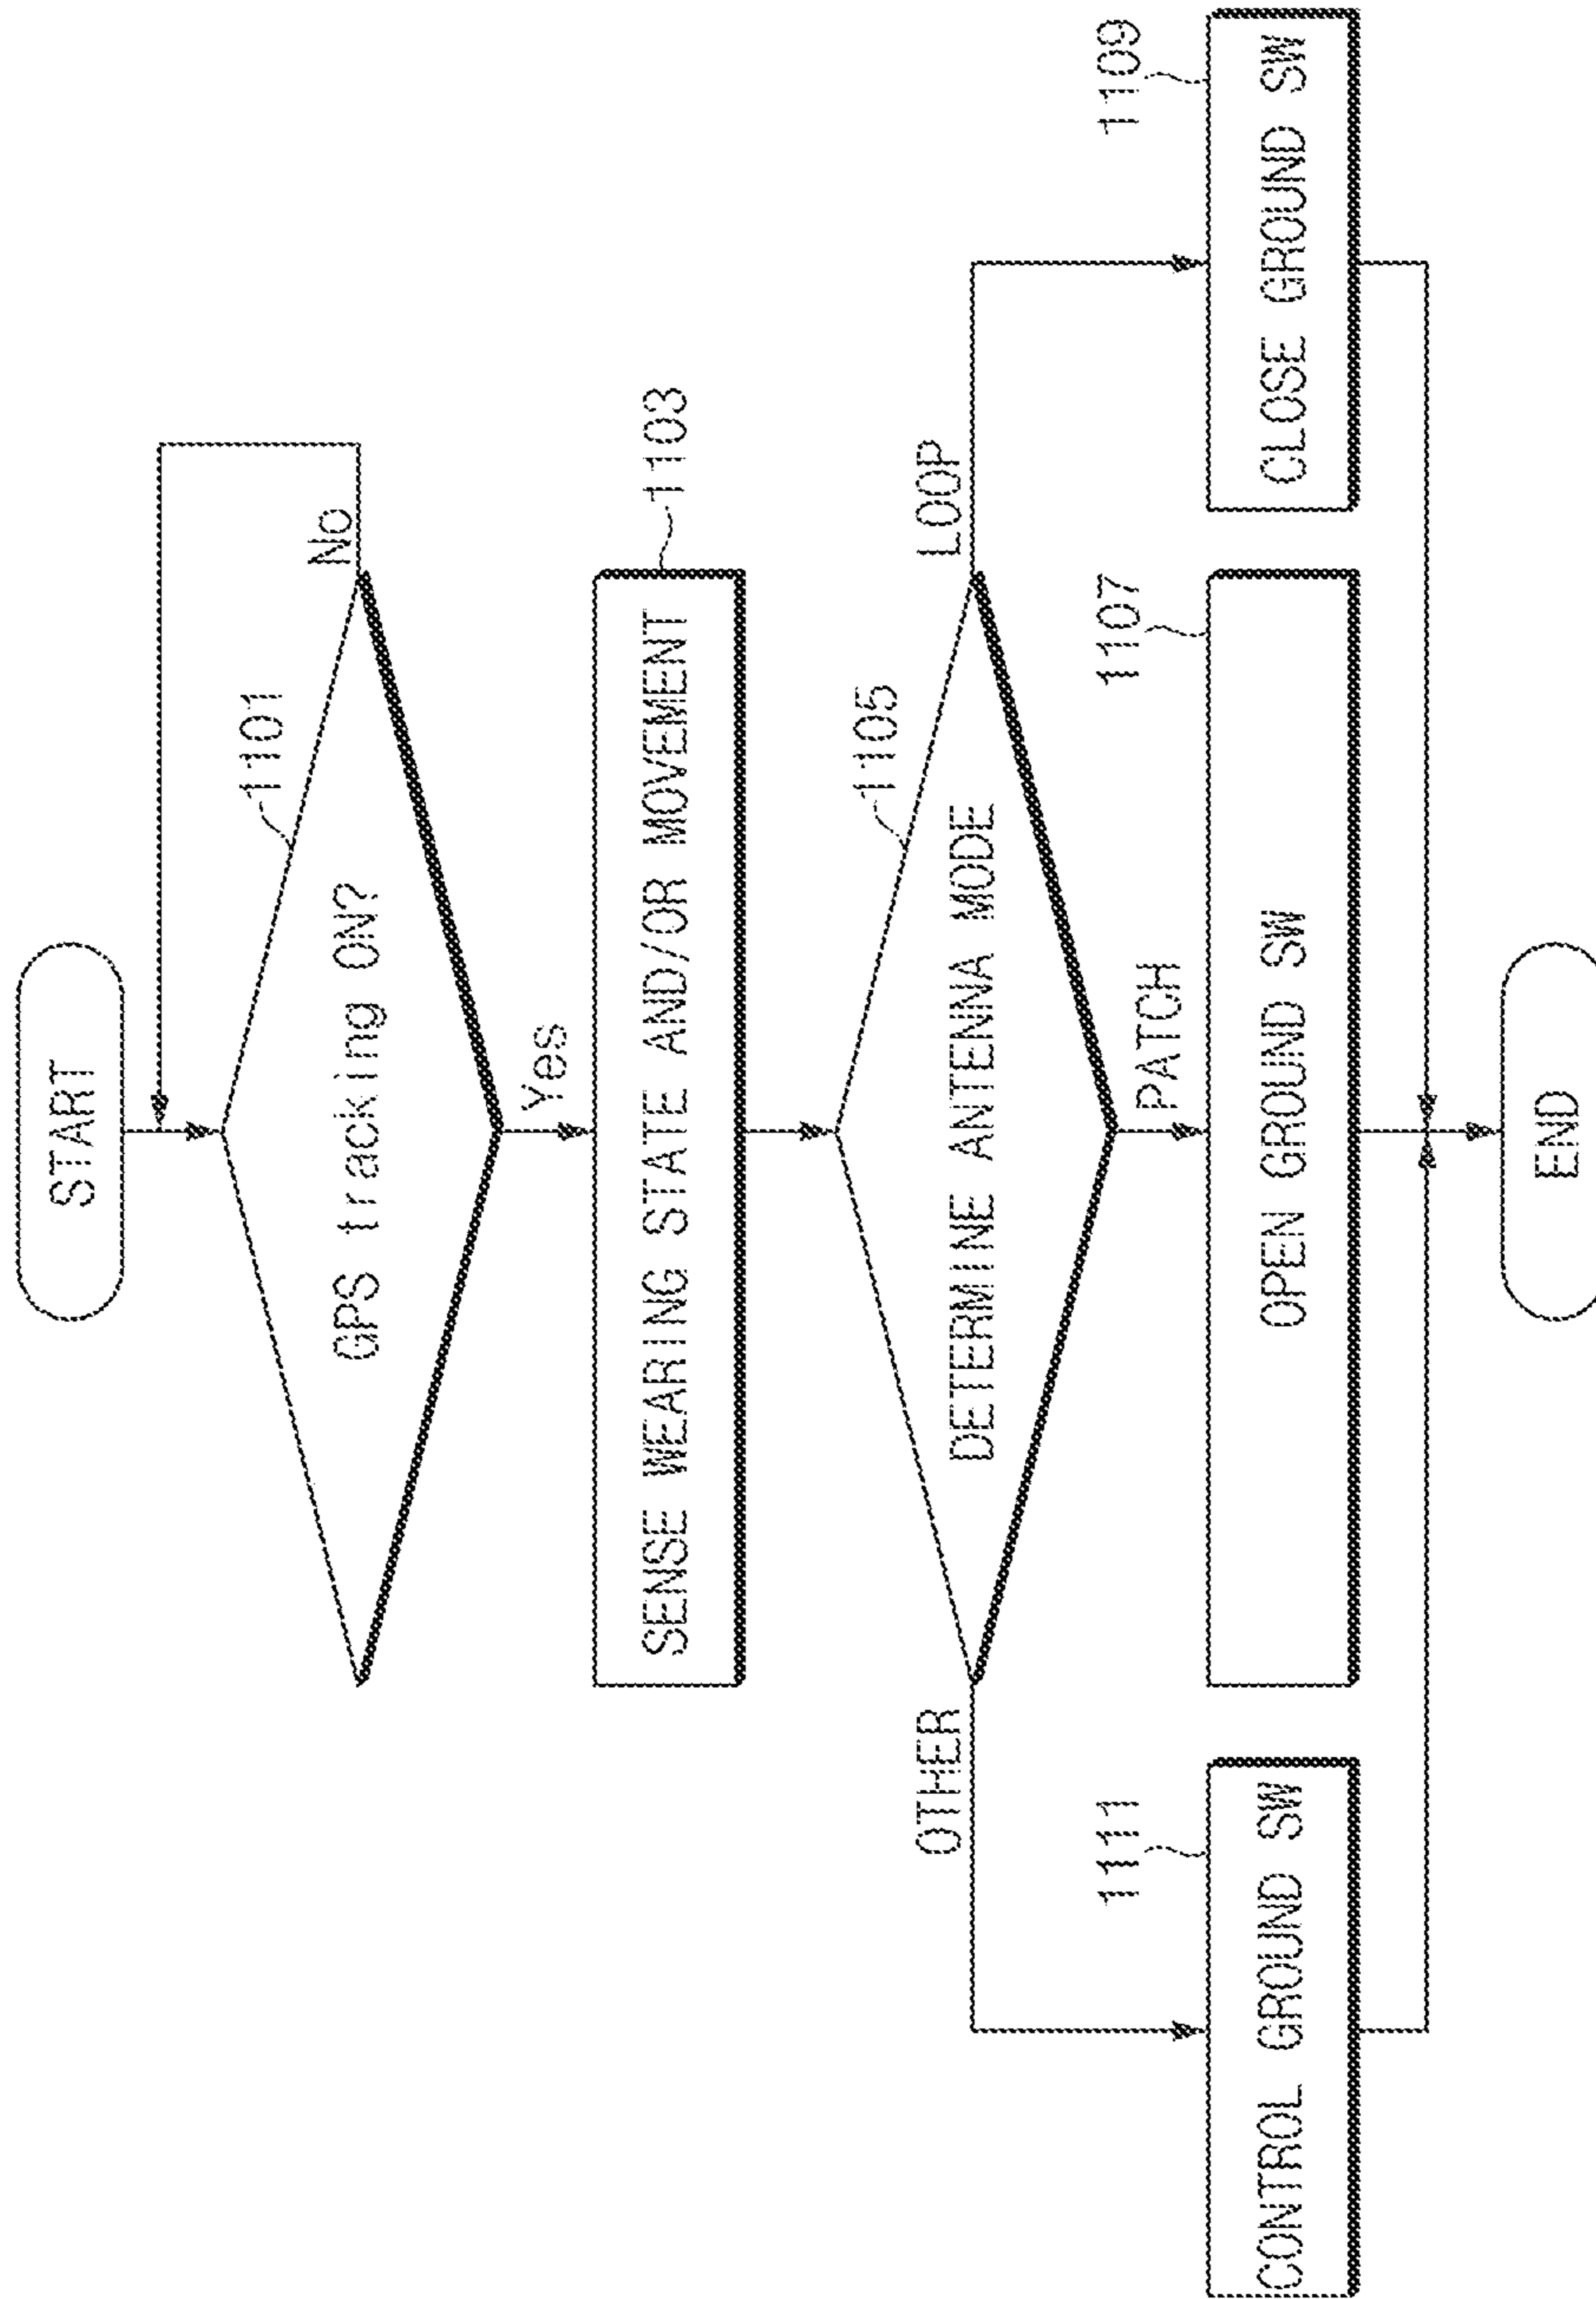 START
1101
GPS tracking ON?
No
Yes
1103
SENSE WEARING STATE AND/OR MOVEMENT
1105
DETERMINE ANTENNA MODE
OTHER
LOOP
PATCH
1111
1107
1109
CONTROL GROUND SW
OPEN GROUND SW
CLOSE GROUND SW
END